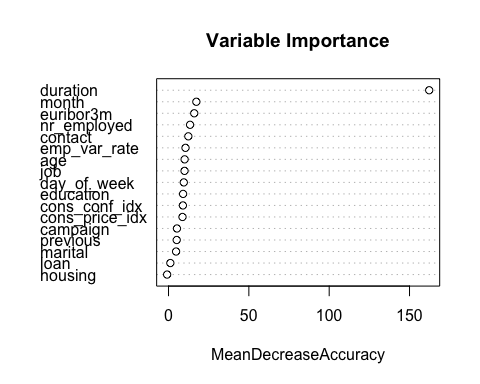 Variable Importance
duration
month
euribor3m
nr_employed
contact
emp_var_rate
age
job
day_of_week
education
cons_conf_idx
cons_price_idx
campaign
previous
marital
loan
housing
0 50 100 150
MeanDecreaseAccuracy